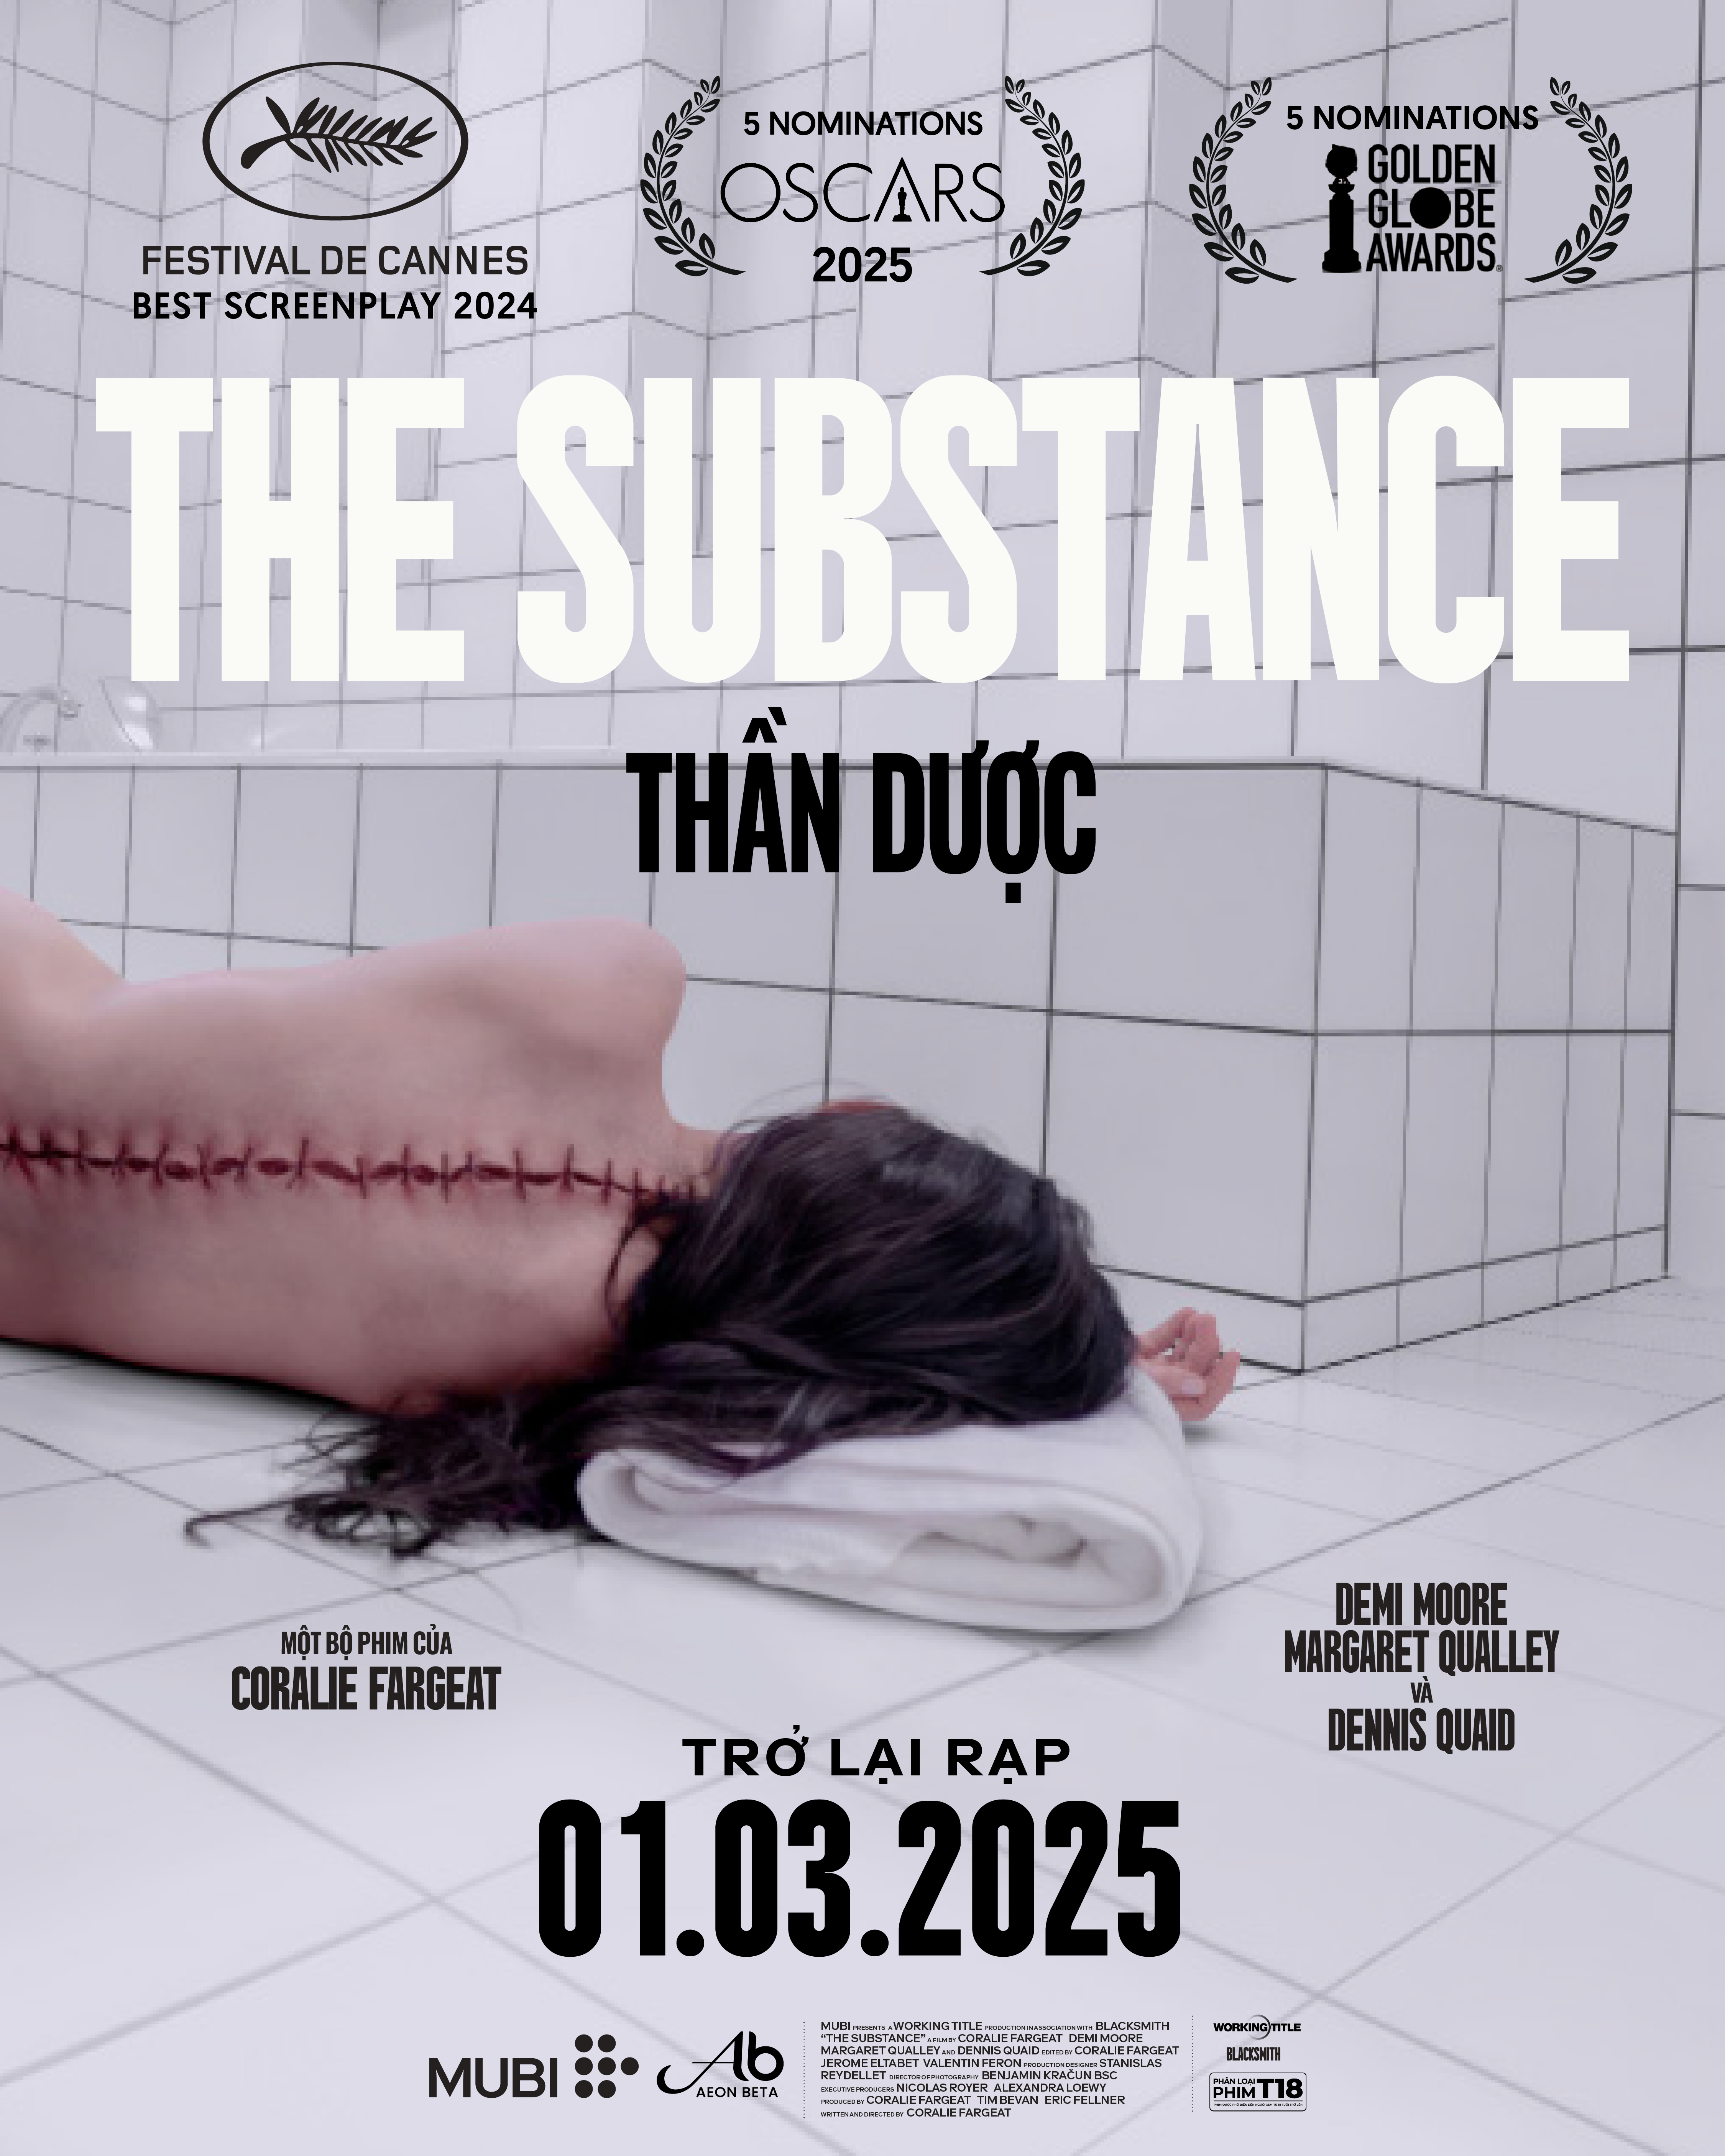 FESTIVAL DE CANNES
BEST SCREENPLAY 2024
5 NOMINATIONS
OSCARS
2025
5 NOMINATIONS
GOLDEN
GLOBE
AWARDS®
THE SUBSTANCE
THẦN DƯỢC
MỘT BỘ PHIM CỦA
CORALIE FARGEAT
DEMI MOORE
MARGARET QUALLEY
VÀ
DENNIS QUAID
TRỞ LẠI RẠP
01.03.2025
MUBI
Ab
AEON BETA
MUBI PRESENTS A WORKING TITLE PRODUCTION IN ASSOCIATION WITH BLACKSMITH
“THE SUBSTANCE” A FILM BY CORALIE FARGEAT DEMI MOORE
MARGARET QUALLEY AND DENNIS QUAID EDITED BY CORALIE FARGEAT
JEROME ELTABET VALENTIN FERON PRODUCTION DESIGNER STANISLAS
REYDELLET DIRECTOR OF PHOTOGRAPHY BENJAMIN KRAČUN BSC
EXECUTIVE PRODUCERS NICOLAS ROYER ALEXANDRA LOEWY
PRODUCED BY CORALIE FARGEAT TIM BEVAN ERIC FELLNER
WRITTEN AND DIRECTED BY CORALIE FARGEAT
WORKING TITLE
BLACKSMITH
PHÂN LOẠI
PHIM T18